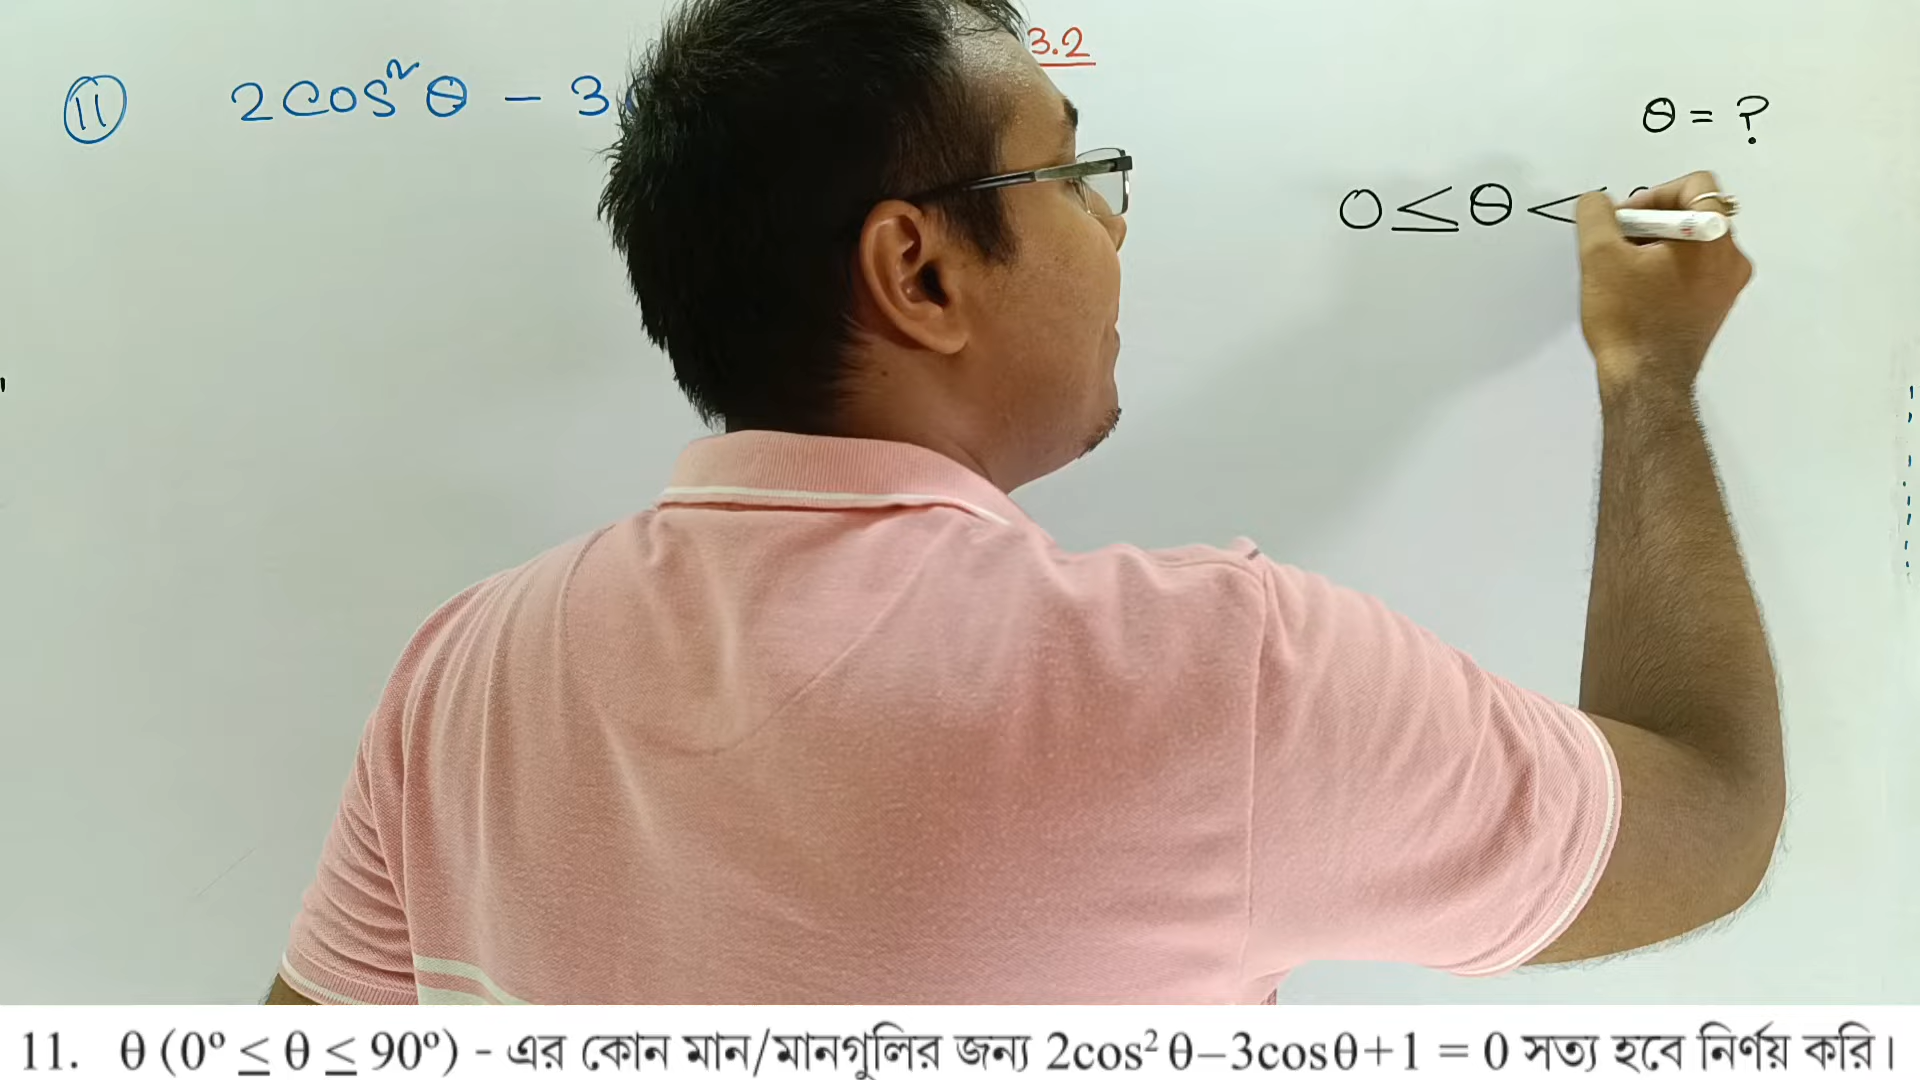 3.2
⑪ 2cos²θ – 3
θ = ?
0 ≤ θ <
11. θ (0° ≤ θ ≤ 90°) - এর কোন মান/মানগুলির জন্য 2cos² θ–3cosθ+1 = 0 সত্য হবে নির্ণয় করি।